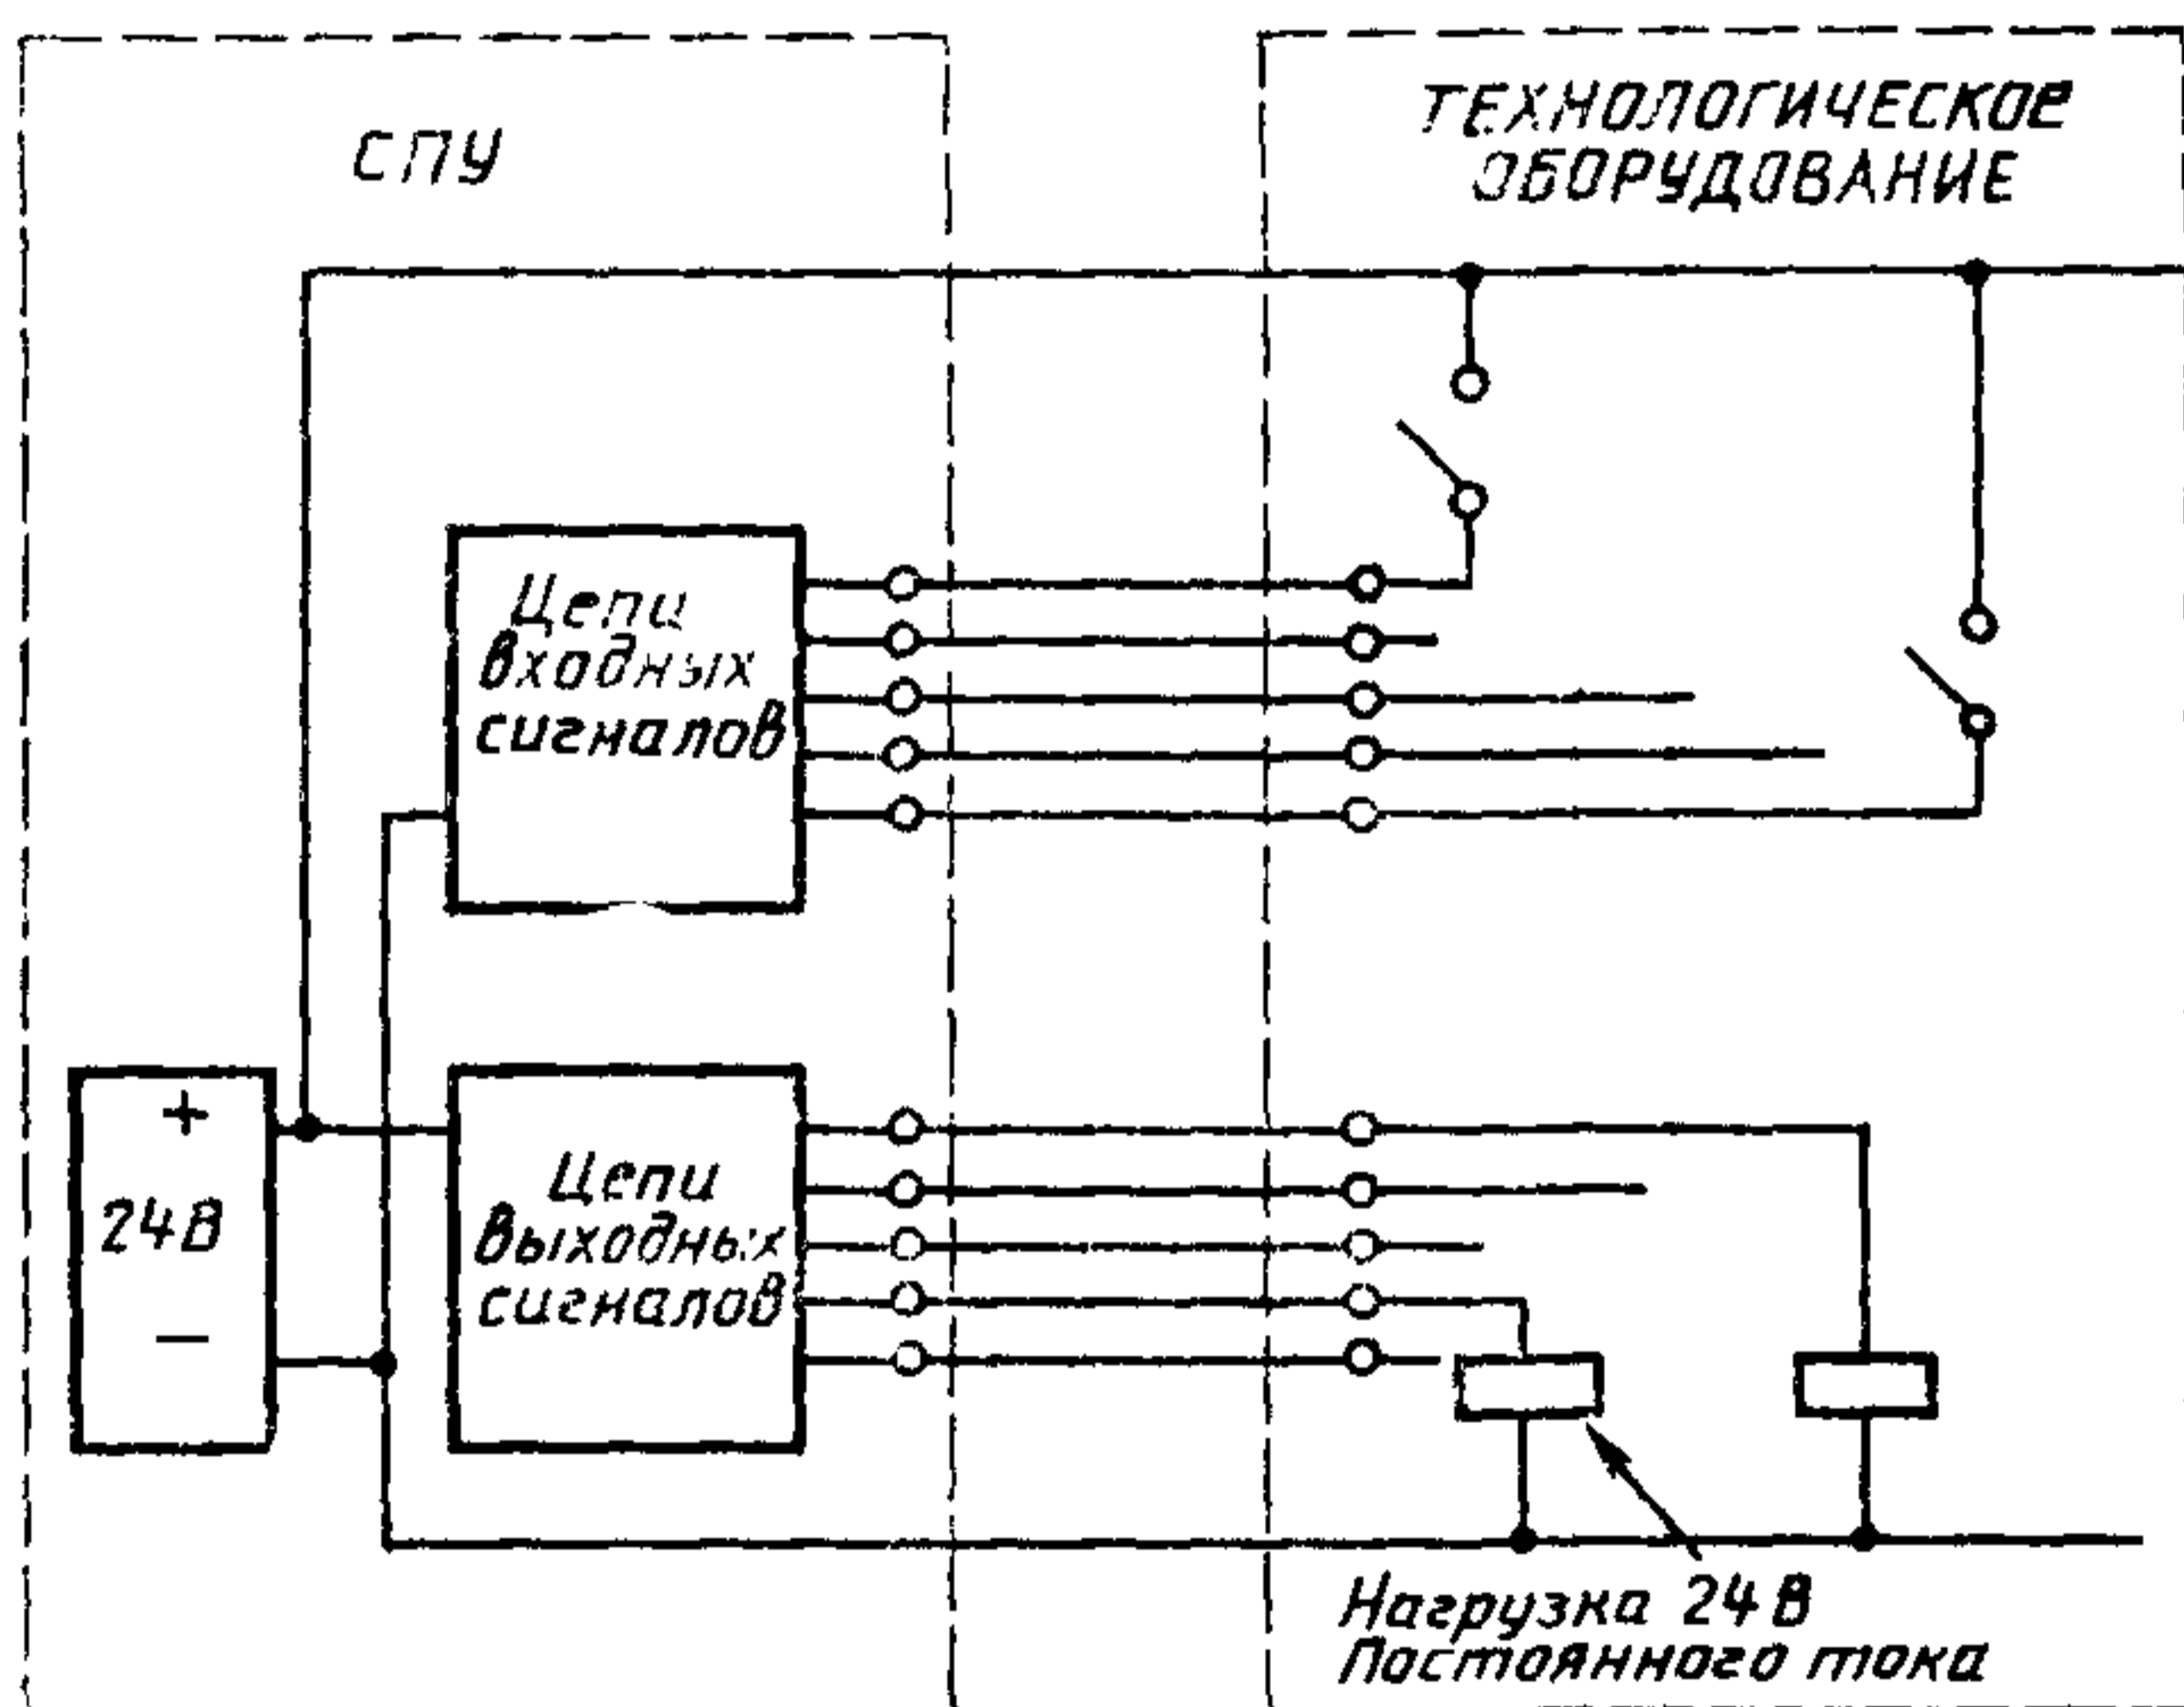 СПУ
ТЕХНОЛОГИЧЕСКОЕ
ОБОРУДОВАНИЕ
Цепи
входных
сигналов
+
24В
—
Цепи
выходных
сигналов
Нагрузка 24 В
Постоянного тока